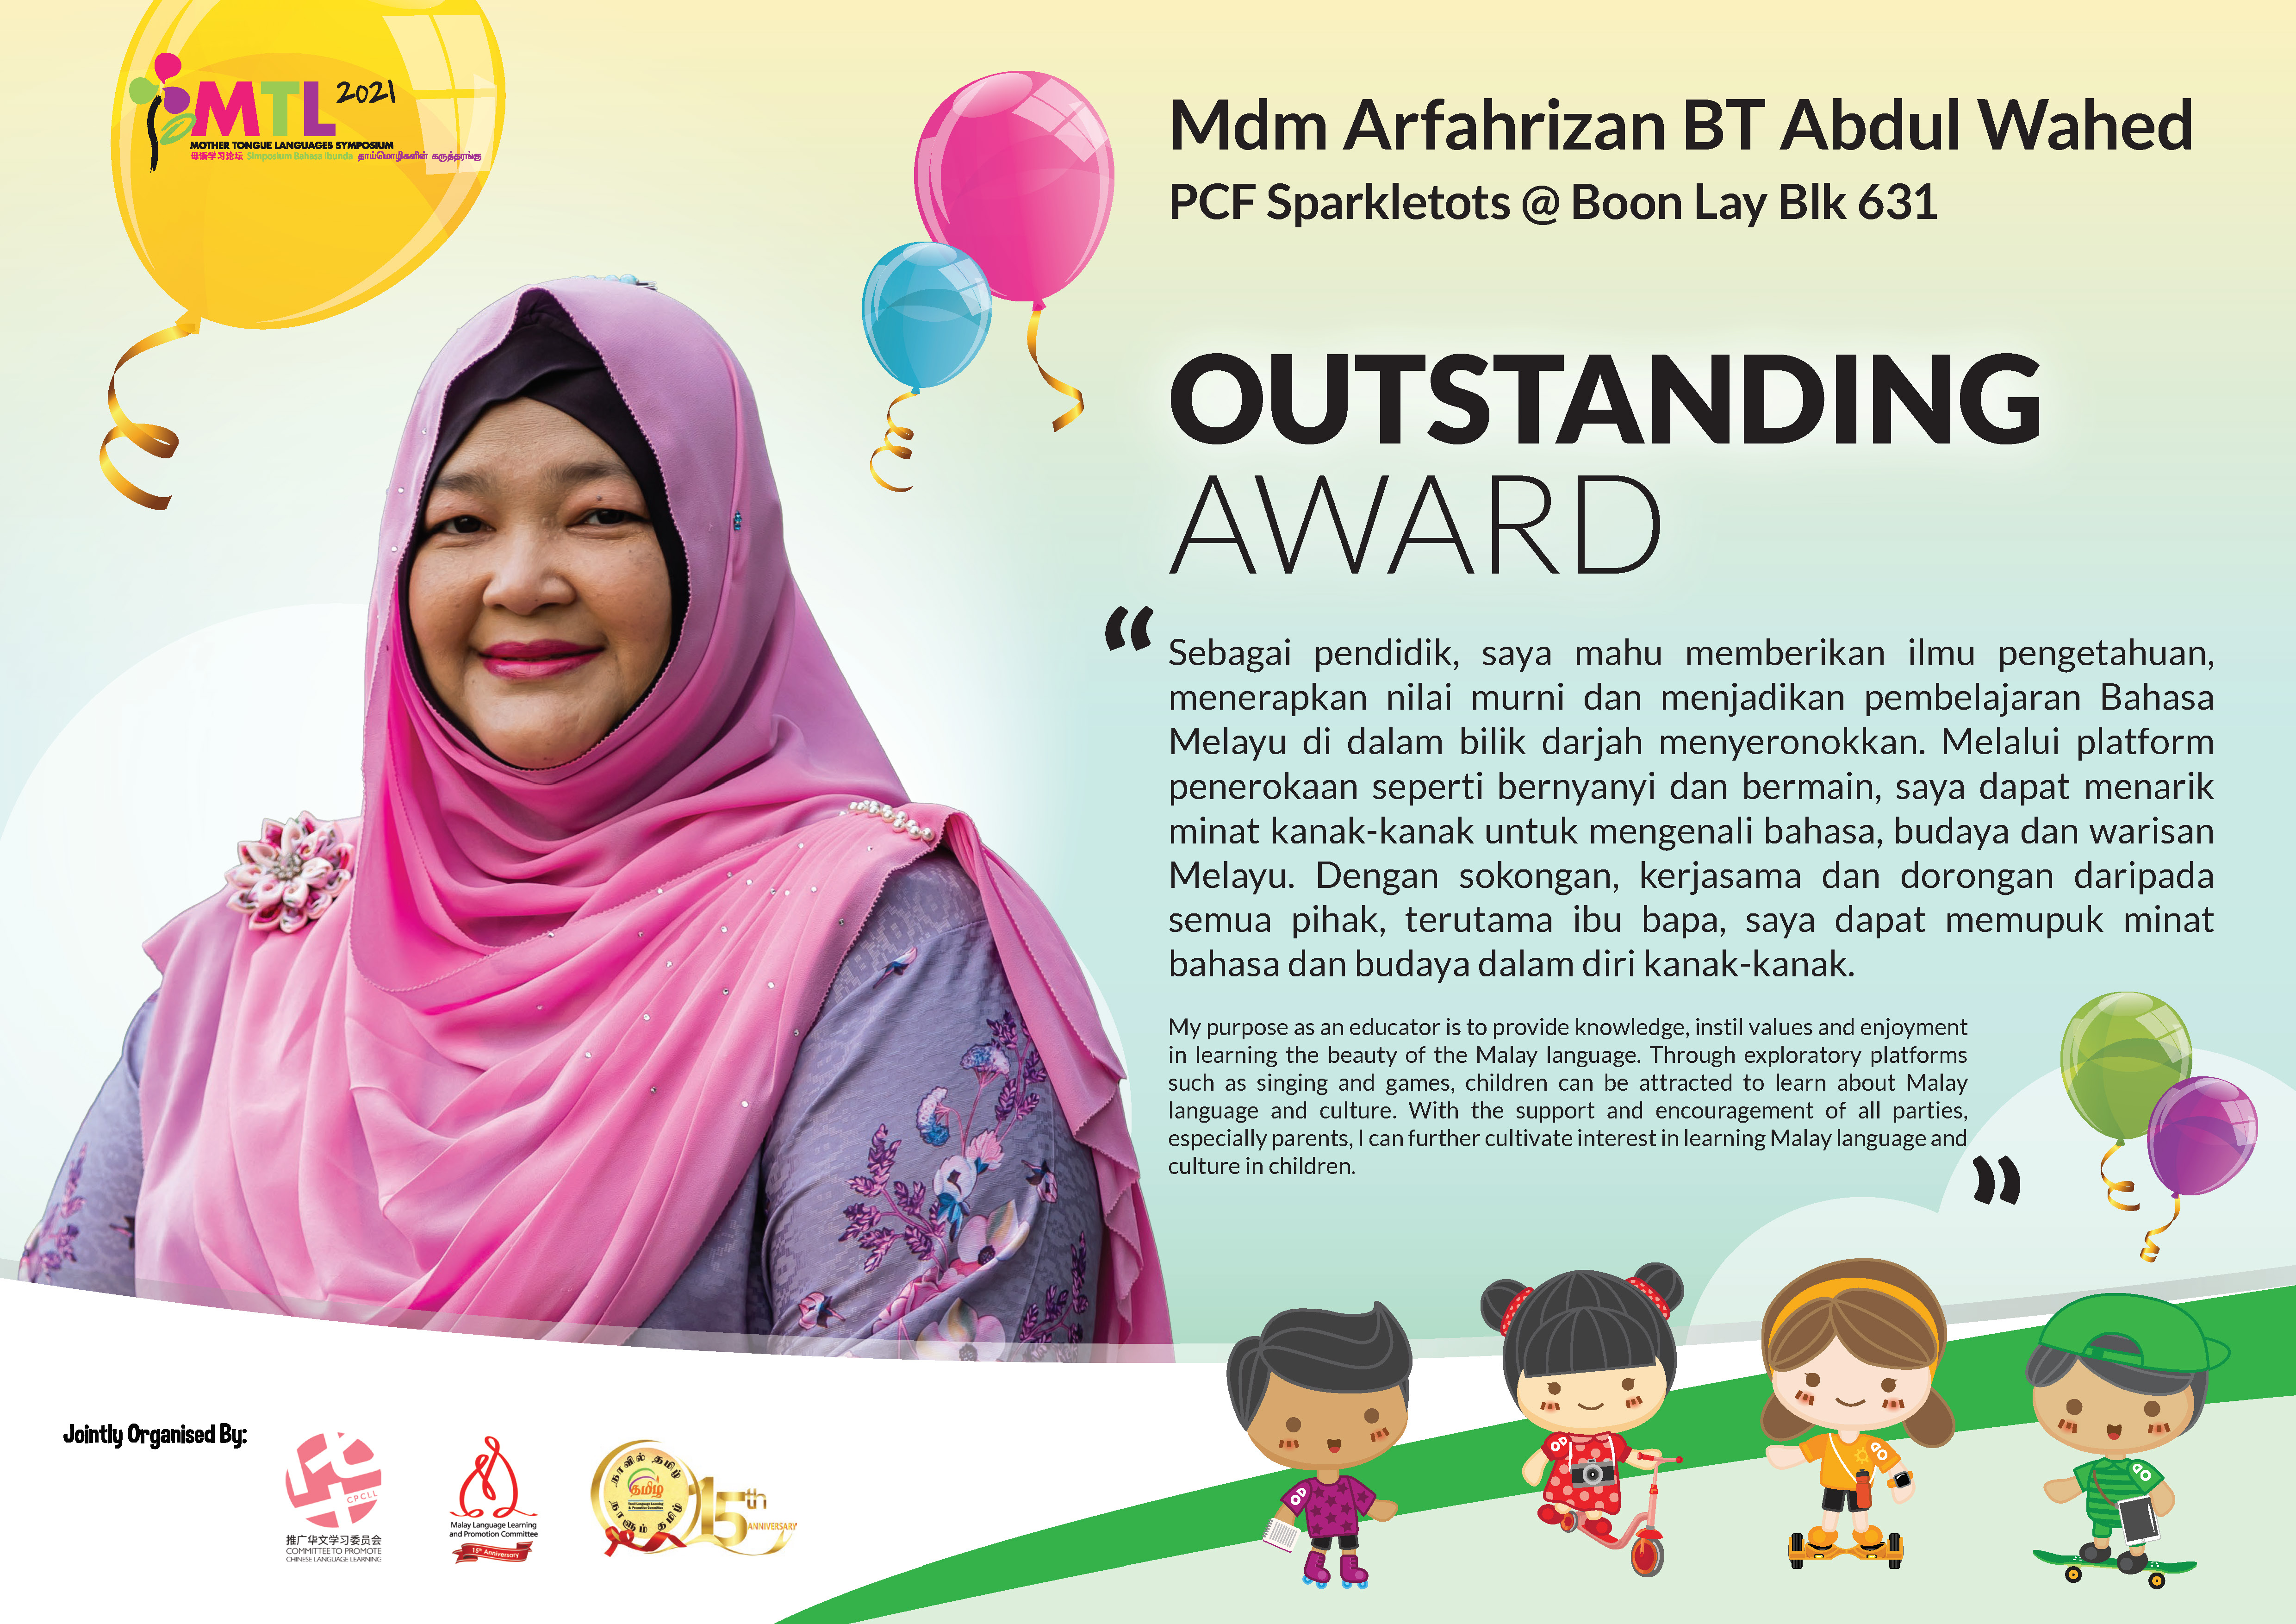 MTL 2021
MOTHER TONGUE LANGUAGES SYMPOSIUM
母语学习论坛 Simposium Bahasa Ibunda தாய்மொழிகளின் கருத்தரங்கு
Mdm Arfahrizan BT Abdul Wahed
PCF Sparkletots @ Boon Lay Blk 631
OUTSTANDING
AWARD
“ Sebagai pendidik, saya mahu memberikan ilmu pengetahuan,
menerapkan nilai murni dan menjadikan pembelajaran Bahasa
Melayu di dalam bilik darjah menyeronokkan. Melalui platform
penerokaan seperti bernyanyi dan bermain, saya dapat menarik
minat kanak-kanak untuk mengenali bahasa, budaya dan warisan
Melayu. Dengan sokongan, kerjasama dan dorongan daripada
semua pihak, terutama ibu bapa, saya dapat memupuk minat
bahasa dan budaya dalam diri kanak-kanak.
My purpose as an educator is to provide knowledge, instil values and enjoyment
in learning the beauty of the Malay language. Through exploratory platforms
such as singing and games, children can be attracted to learn about Malay
language and culture. With the support and encouragement of all parties,
especially parents, I can further cultivate interest in learning Malay language and
culture in children. ”
Jointly Organised By:
CPCLL
推广华文学习委员会
COMMITTEE TO PROMOTE
CHINESE LANGUAGE LEARNING
Malay Language Learning
and Promotion Committee
15th Anniversary
நாவில் தமிழ்
தமிழ்
Tamil Language Learning
& Promotion Committee
நாளும் தமிழ்
15th
ANNIVERSARY